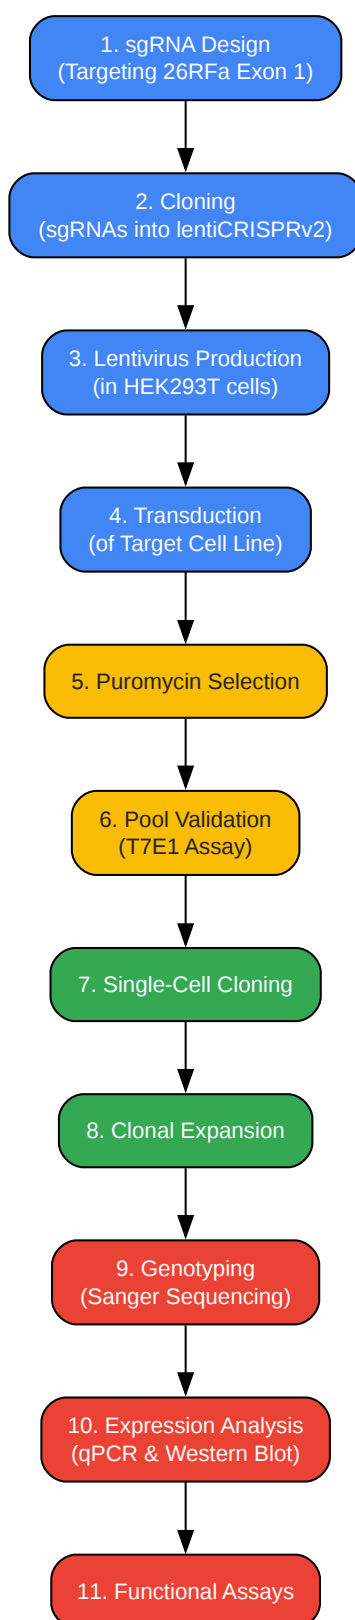 1. sgRNA Design
(Targeting 26RFa Exon 1)
2. Cloning
(sgRNAs into lentiCRISPRv2)
3. Lentivirus Production
(in HEK293T cells)
4. Transduction
(of Target Cell Line)
5. Puromycin Selection
6. Pool Validation
(T7E1 Assay)
7. Single-Cell Cloning
8. Clonal Expansion
9. Genotyping
(Sanger Sequencing)
10. Expression Analysis
(qPCR & Western Blot)
11. Functional Assays